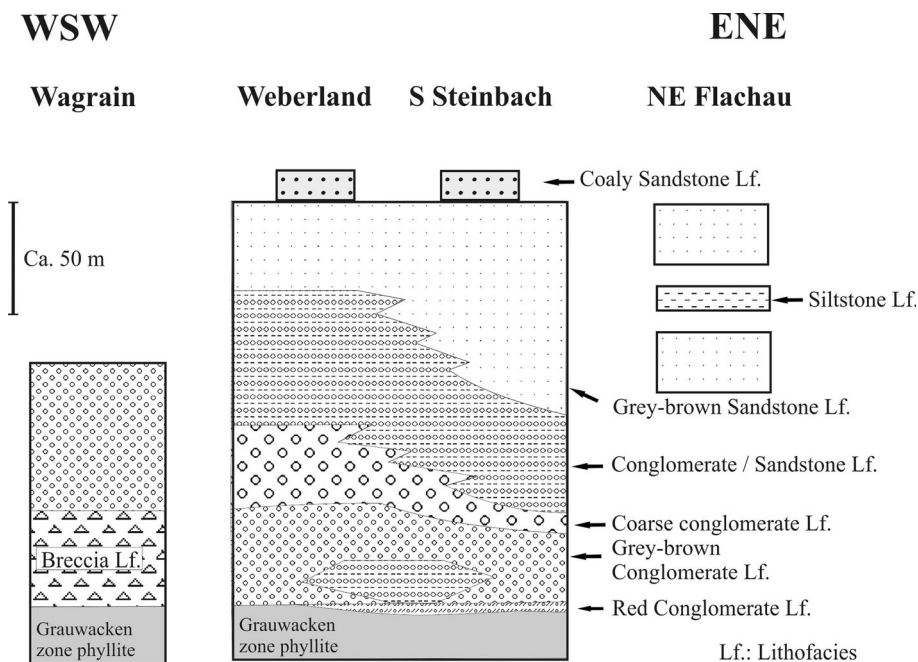 WSW
ENE
Wagrain
Weberland
S Steinbach
NE Flachau
Coaly Sandstone Lf.
Ca. 50 m
Siltstone Lf.
Grey-brown Sandstone Lf.
Conglomerate / Sandstone Lf.
Coarse conglomerate Lf.
Grey-brown
Conglomerate Lf.
Breccia Lf.
Red Conglomerate Lf.
Grauwacken
zone phyllite
Grauwacken
zone phyllite
Lf.: Lithofacies